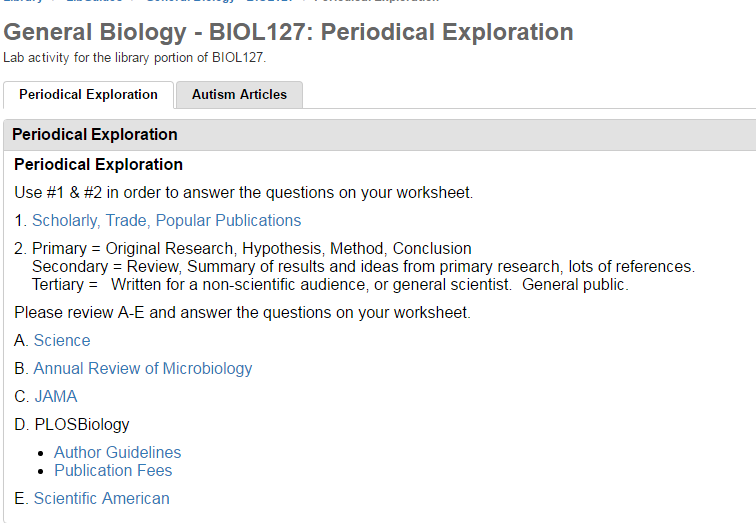 General Biology - BIOL127: Periodical Exploration
Lab activity for the library portion of BIOL127.
Periodical Exploration Autism Articles
Periodical Exploration
Periodical Exploration
Use #1 & #2 in order to answer the questions on your worksheet.
1. Scholarly, Trade, Popular Publications
2. Primary = Original Research, Hypothesis, Method, Conclusion
Secondary = Review, Summary of results and ideas from primary research, lots of references.
Tertiary = Written for a non-scientific audience, or general scientist. General public.
Please review A-E and answer the questions on your worksheet.
A. Science
B. Annual Review of Microbiology
C. JAMA
D. PLOSBiology
• Author Guidelines
• Publication Fees
E. Scientific American